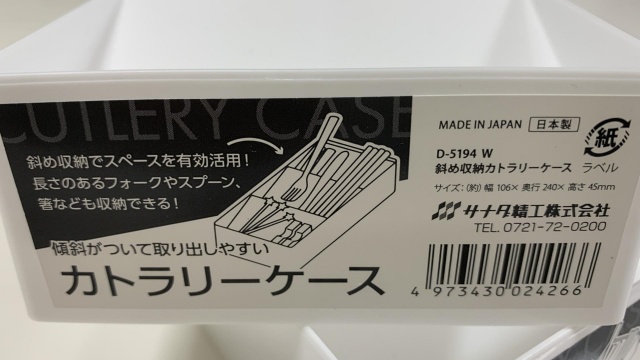 CUTLERY CASE
斜め収納でスペースを有効活用！
長さのあるフォークやスプーン、
箸なども収納できる！
傾斜がついて取り出しやすい
カトラリーケース
MADE IN JAPAN 日本製
紙
ラベル
D-5194 W
斜め収納カトラリーケース
サイズ：(約) 幅 106× 奥行 240× 高さ 45mm
サナダ精工株式会社
TEL. 0721-72-0200
4 973430 024266